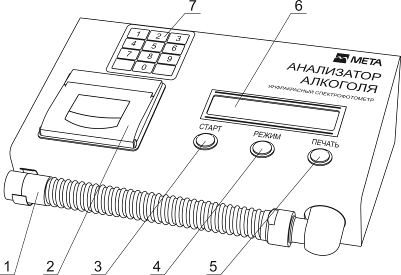 7
6
1 2 3
4 5 6
7 8 9
0
МЕТА
АНАЛИЗАТОР
АЛКОГОЛЯ
ИНФРАКРАСНЫЙ СПЕКТРОФОТОМЕТР
СТАРТ
РЕЖИМ
ПЕЧАТЬ
1 2 3 4 5